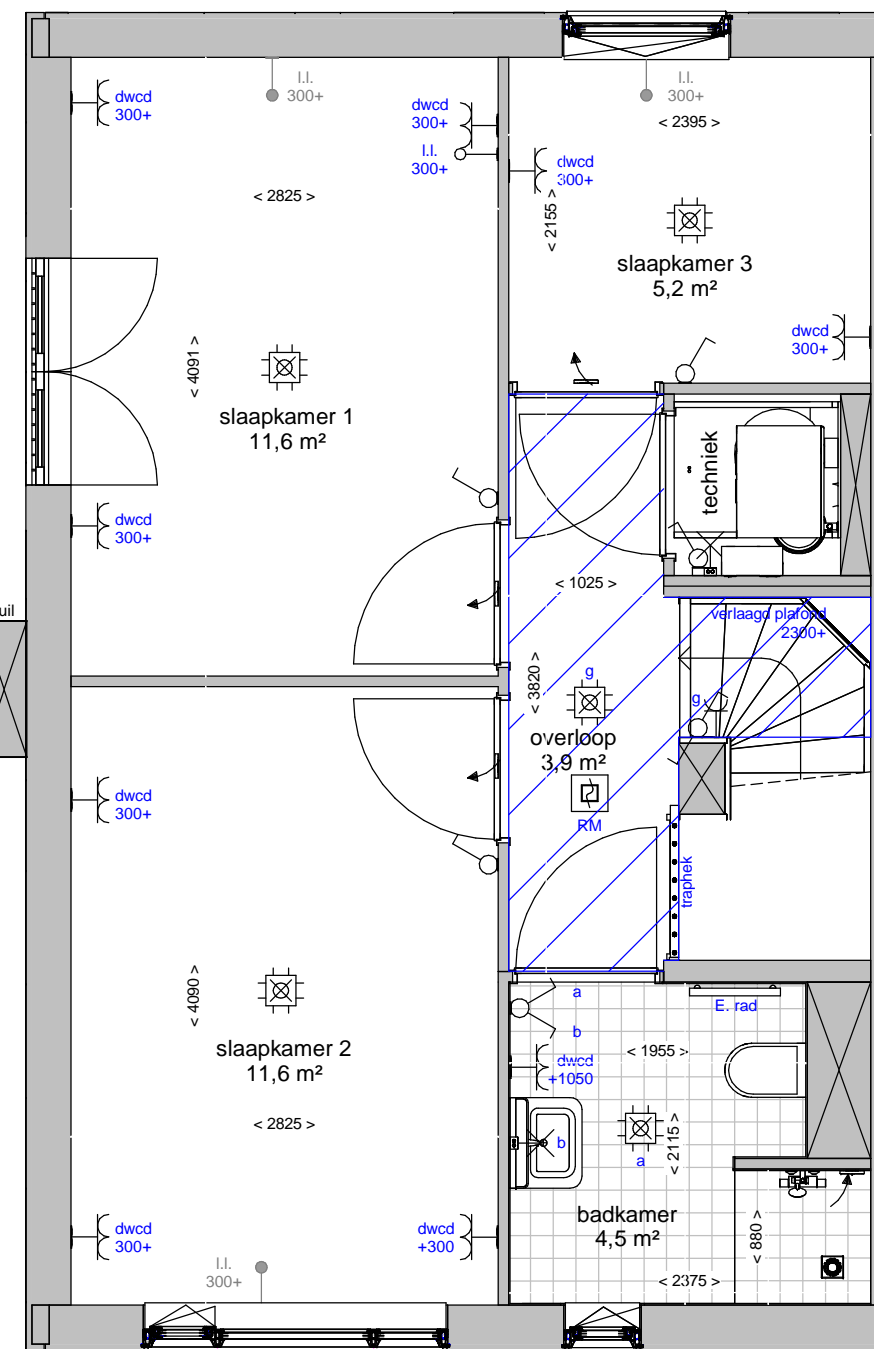 l.l.
300+
l.l.
300+
dwcd
300+
dwcd
300+
l.l.
300+
< 2395 >
dwcd
300+
< 2825 >
< 2155 >
slaapkamer 3
5,2 m²
dwcd
300+
< 4091 >
slaapkamer 1
11,6 m²
techniek
dwcd
300+
< 1025 >
uil
verlaagd plafond
2300+
< 3820 >
g
g
overloop
3,9 m²
RM
dwcd
300+
traphek
< 4090 >
a
E. rad
b
slaapkamer 2
11,6 m²
< 1955 >
dwcd
+1050
< 2825 >
b
a
< 2115 >
badkamer
4,5 m²
< 880 >
dwcd
300+
dwcd
+300
l.l.
300+
< 2375 >